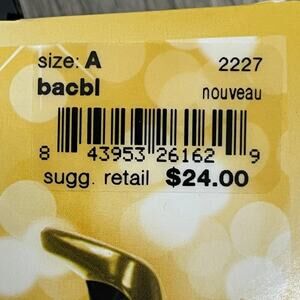 size: A 2227
bacbl nouveau
8 43953 26162 9
sugg. retail $24.00